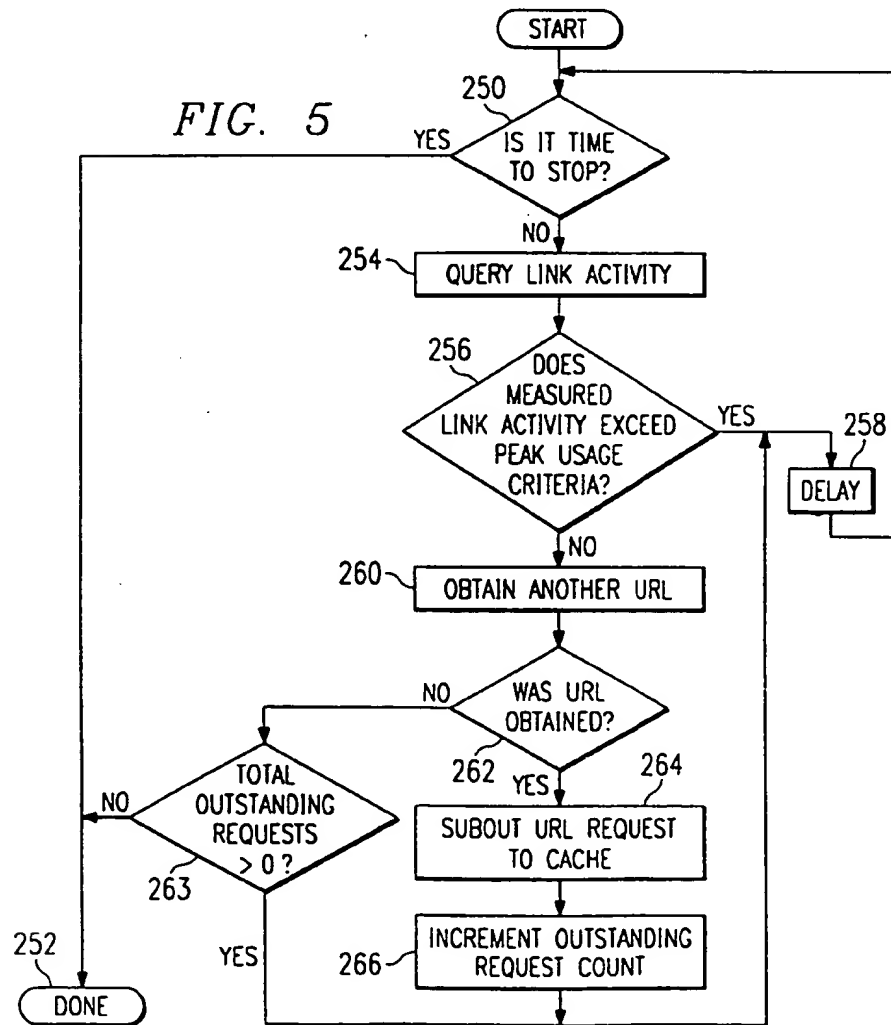 START
FIG. 5
250
YES
IS IT TIME
TO STOP?
NO
254
QUERY LINK ACTIVITY
256
DOES
MEASURED
LINK ACTIVITY EXCEED
PEAK USAGE
CRITERIA?
YES
258
DELAY
NO
260
OBTAIN ANOTHER URL
NO
WAS URL
OBTAINED?
262
YES
264
NO
TOTAL
OUTSTANDING
REQUESTS
> 0 ?
263
SUBOUT URL REQUEST
TO CACHE
YES
266
INCREMENT OUTSTANDING
REQUEST COUNT
252
DONE